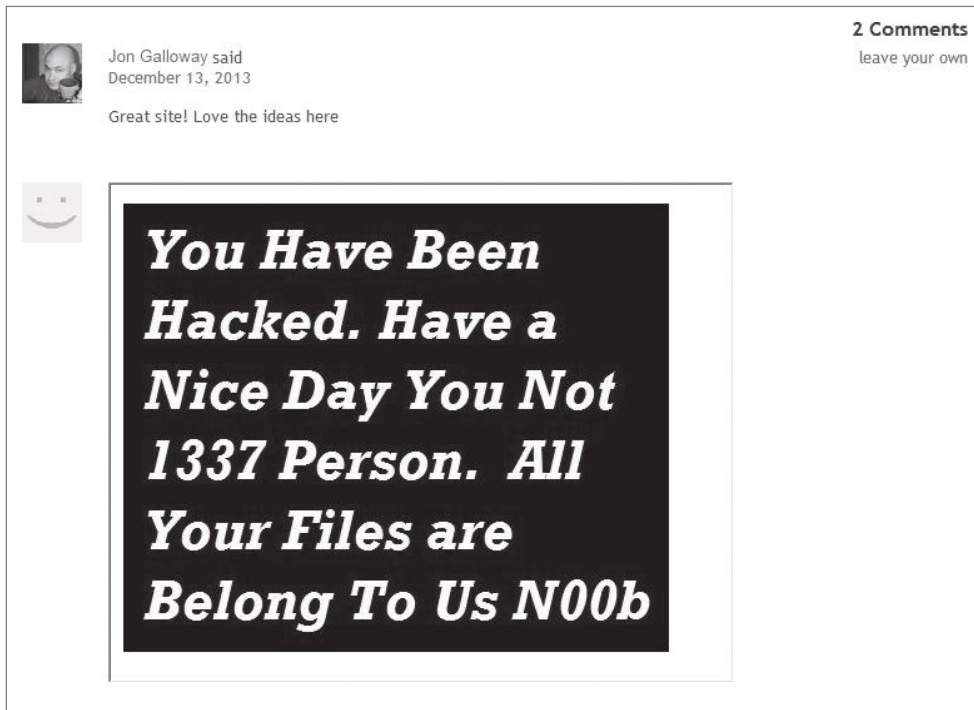 2 Comments
leave your own
Jon Galloway said
December 13, 2013
Great site! Love the ideas here
You Have Been
Hacked. Have a
Nice Day You Not
1337 Person. All
Your Files are
Belong To Us N00b